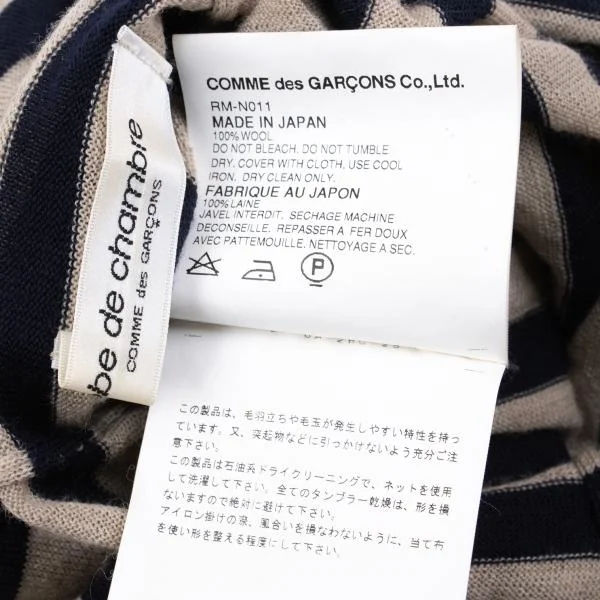 be de chambre
COMME des GARÇONS
COMME des GARÇONS Co.,Ltd.
RM-N011
MADE IN JAPAN
100% WOOL
DO NOT BLEACH. DO NOT TUMBLE
DRY. COVER WITH CLOTH. USE COOL
IRON. DRY CLEAN ONLY.
FABRIQUE AU JAPON
100% LAINE
JAVEL INTERDIT. SECHAGE MACHINE
DECONSEILLE. REPASSER A FER DOUX
AVEC PATTEMOUILLE. NETTOYAGE A SEC.
P
この製品は、毛羽立ちや毛玉が発生しやすい特性を持っ
ています。又、突起物などに引っかけないよう充分ご注
意下さい。
この製品は石油系ドライクリーニングで、ネットを使用
して洗濯して下さい。全てのタンブラー乾燥は、形を損
ないますので絶対に避けて下さい。
アイロン掛けの際、風合いを損なわないように、当て布
を使い形を整える程度にして下さい。